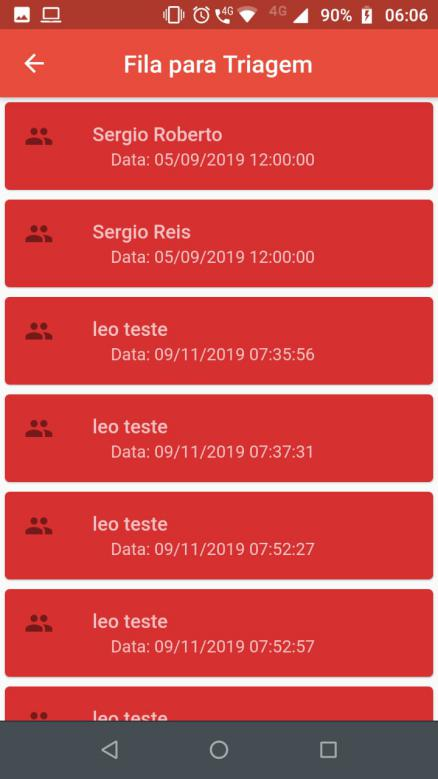 4G 4G 90% 06:06
Fila para Triagem
Sergio Roberto
Data: 05/09/2019 12:00:00
Sergio Reis
Data: 05/09/2019 12:00:00
leo teste
Data: 09/11/2019 07:35:56
leo teste
Data: 09/11/2019 07:37:31
leo teste
Data: 09/11/2019 07:52:27
leo teste
Data: 09/11/2019 07:52:57
leo teste